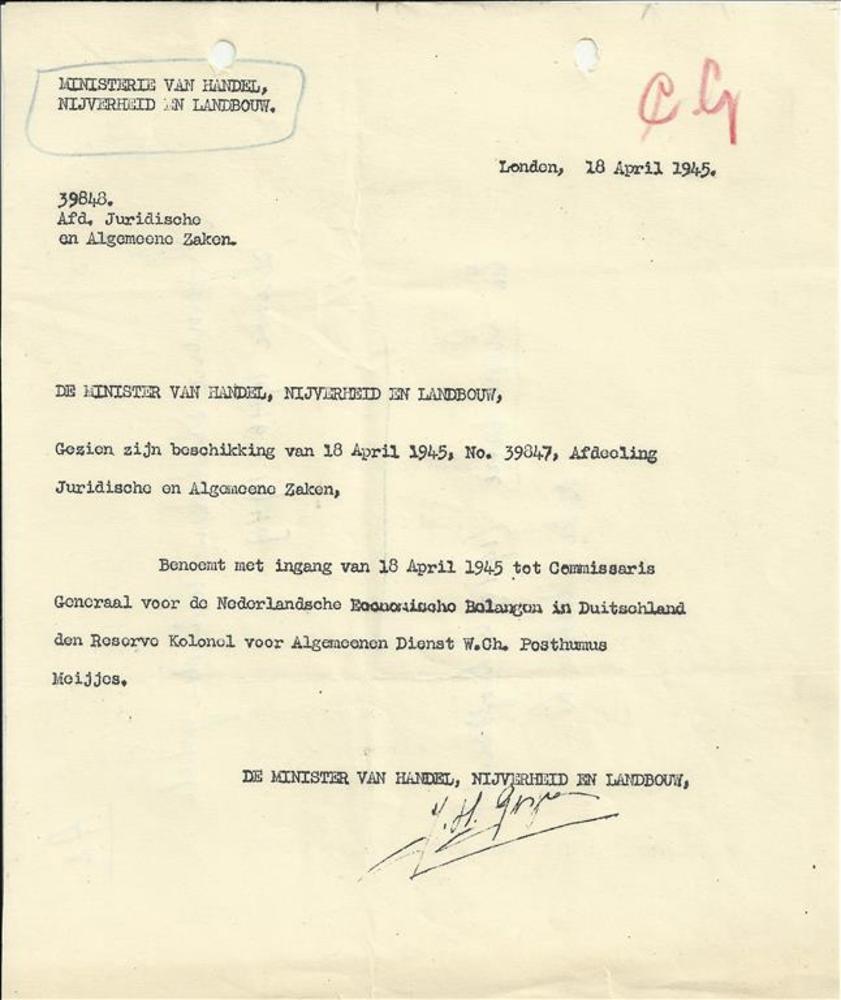 MINISTERIE VAN HANDEL,
NIJVERHEID EN LANDBOUW.
C G
London, 18 April 1945.
39848.
Afd. Juridische
en Algemeene Zaken.
DE MINISTER VAN HANDEL, NIJVERHEID EN LANDBOUW,
Gezien zijn beschikking van 18 April 1945, No. 39847, Afdeeling
Juridische en Algemeene Zaken,
Benoemt met ingang van 18 April 1945 tot Commissaris
Generaal voor de Nederlandsche Economische Belangen in Duitschland
den Reserve Kolonel voor Algemeenen Dienst W.Ch. Posthumus
Meijjes.
DE MINISTER VAN HANDEL, NIJVERHEID EN LANDBOUW,
J.H.